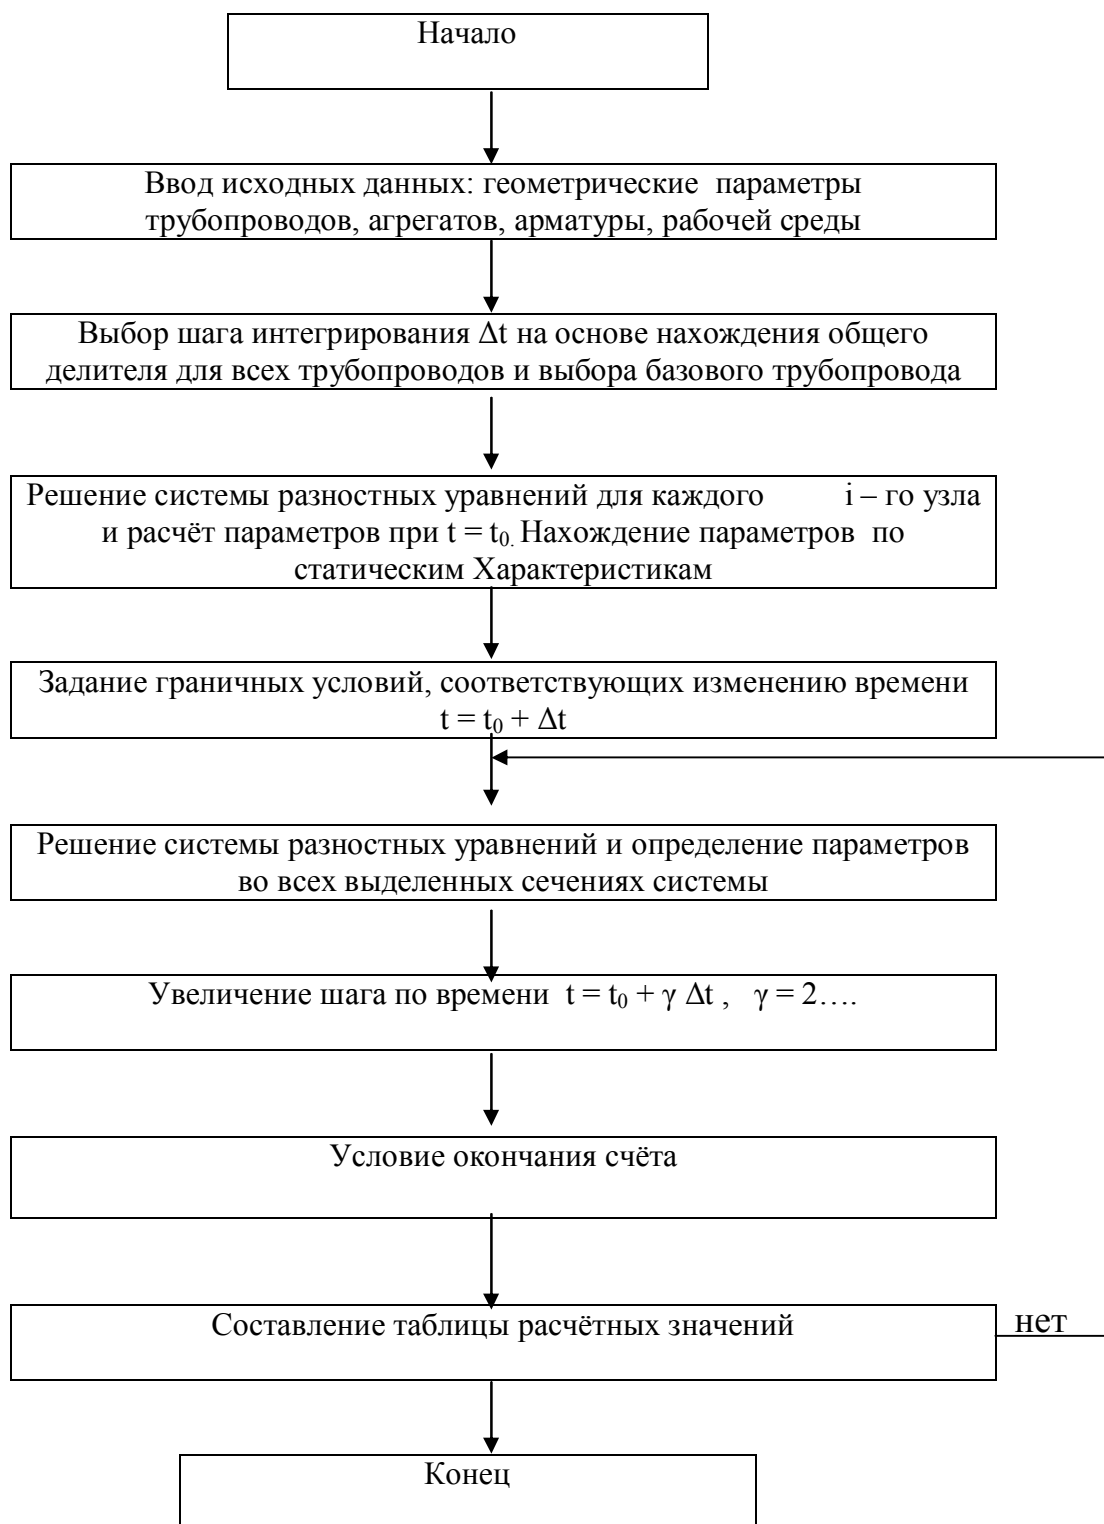 Начало
Ввод исходных данных: геометрические параметры
трубопроводов, агрегатов, арматуры, рабочей среды
Выбор шага интегрирования Δt на основе нахождения общего
делителя для всех трубопроводов и выбора базового трубопровода
Решение системы разностных уравнений для каждого i – го узла
и расчёт параметров при t = t₀. Нахождение параметров по
статическим Характеристикам
Задание граничных условий, соответствующих изменению времени
t = t₀ + Δt
Решение системы разностных уравнений и определение параметров
во всех выделенных сечениях системы
Увеличение шага по времени t = t₀ + γ Δt , γ = 2….
Условие окончания счёта
Составление таблицы расчётных значений
нет
Конец